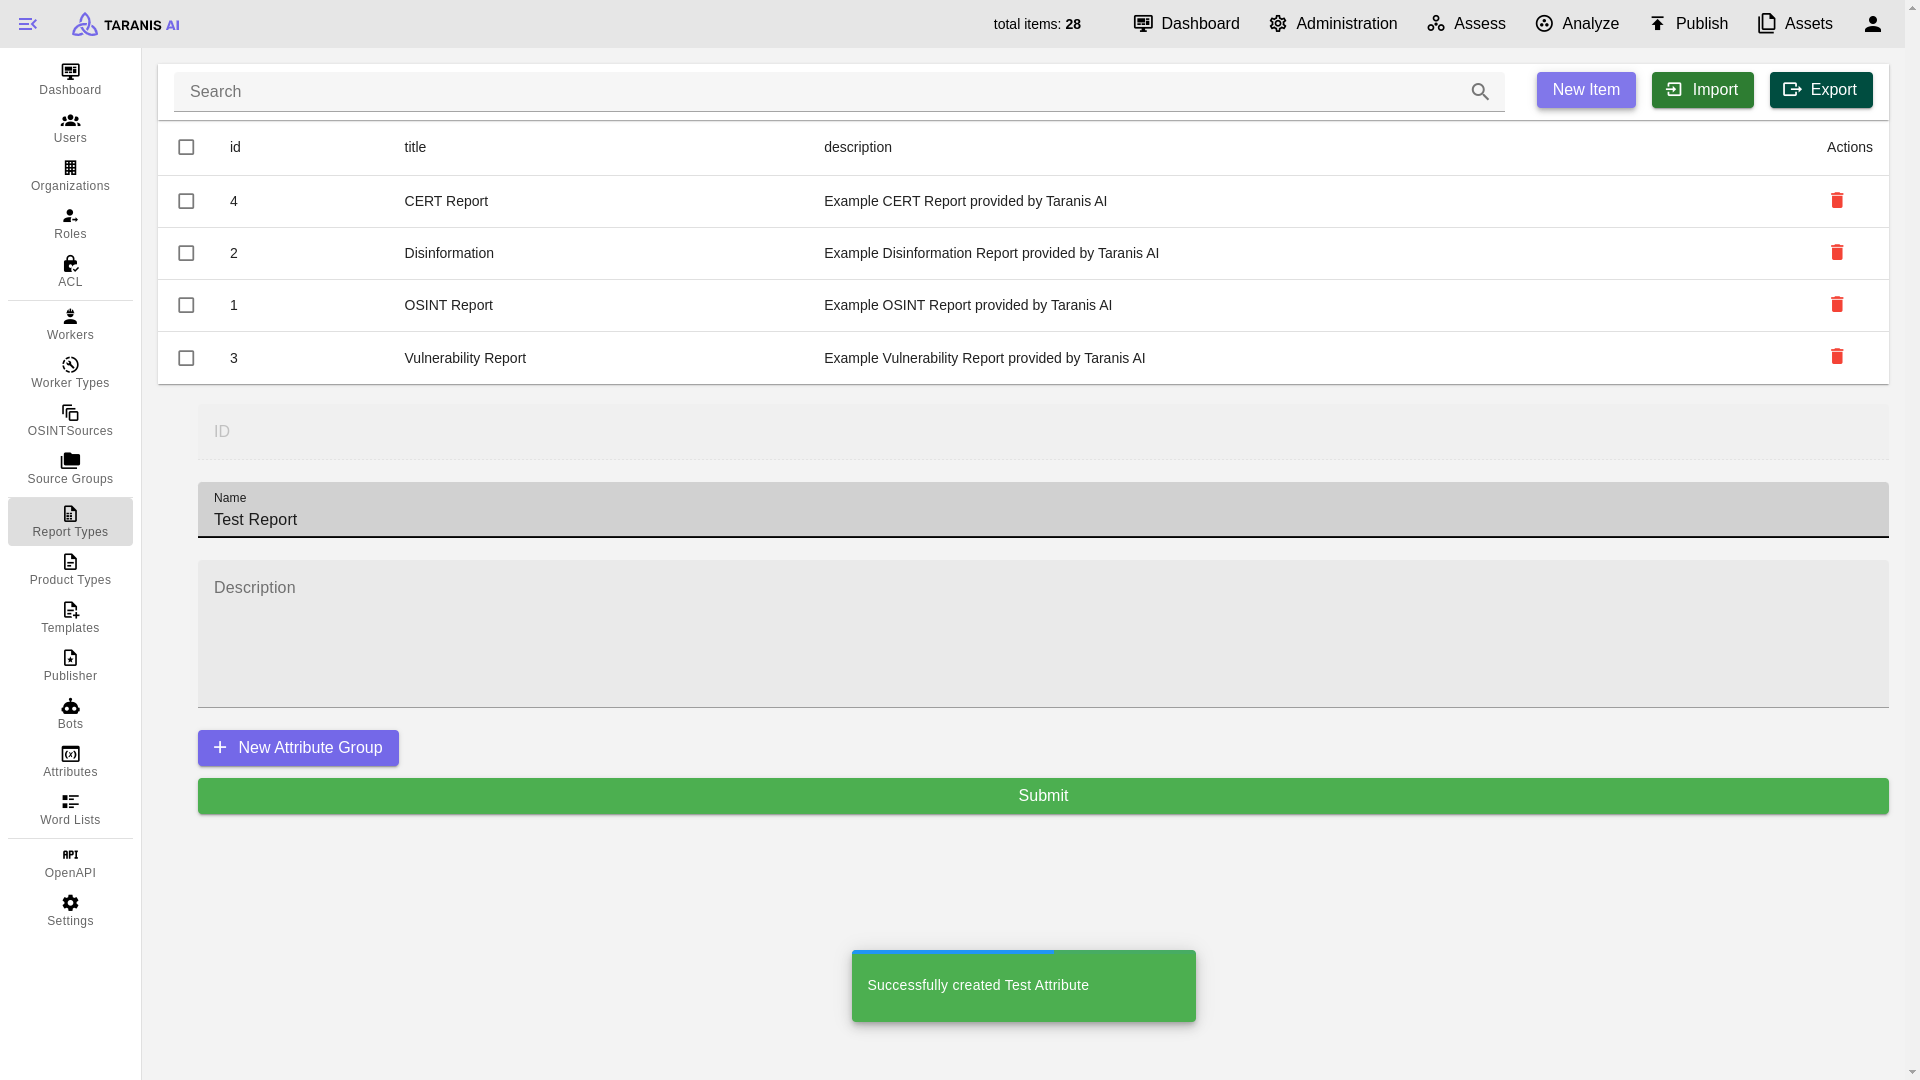 TARANIS AI
total items: 28
Dashboard
Administration
Assess
Analyze
Publish
Assets
Dashboard
Users
Organizations
Roles
ACL
Workers
Worker Types
OSINTSources
Source Groups
Report Types
Product Types
Templates
Publisher
Bots
Attributes
Word Lists
API
OpenAPI
Settings
Search
New Item
Import
Export
id title description Actions
4 CERT Report Example CERT Report provided by Taranis AI
2 Disinformation Example Disinformation Report provided by Taranis AI
1 OSINT Report Example OSINT Report provided by Taranis AI
3 Vulnerability Report Example Vulnerability Report provided by Taranis AI
ID
Name
Test Report
Description
New Attribute Group
Submit
Successfully created Test Attribute